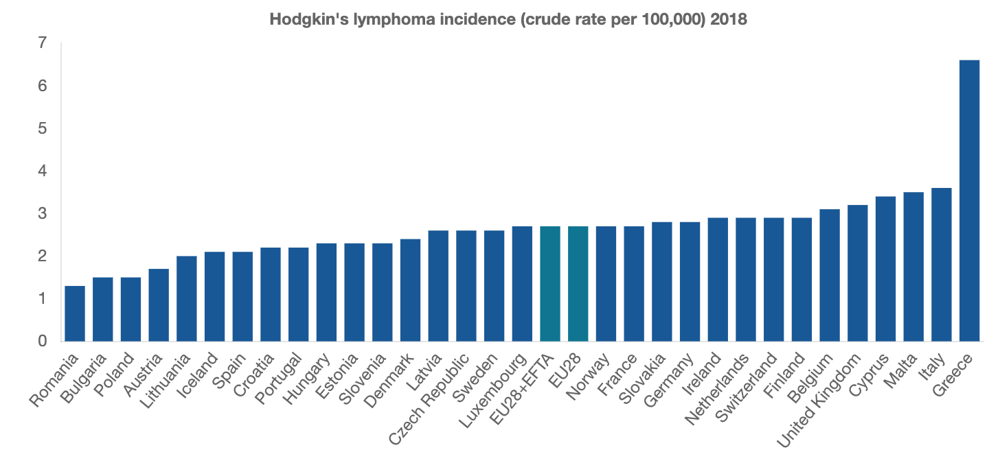 Hodgkin's lymphoma incidence (crude rate per 100,000) 2018
7
6
5
4
3
2
1
0
Romania
Bulgaria
Poland
Austria
Lithuania
Iceland
Spain
Croatia
Portugal
Hungary
Estonia
Slovenia
Denmark
Latvia
Czech Republic
Sweden
Luxembourg
EU28+EFTA
EU28
Norway
France
Slovakia
Germany
Ireland
Netherlands
Switzerland
Finland
Belgium
United Kingdom
Cyprus
Malta
Italy
Greece